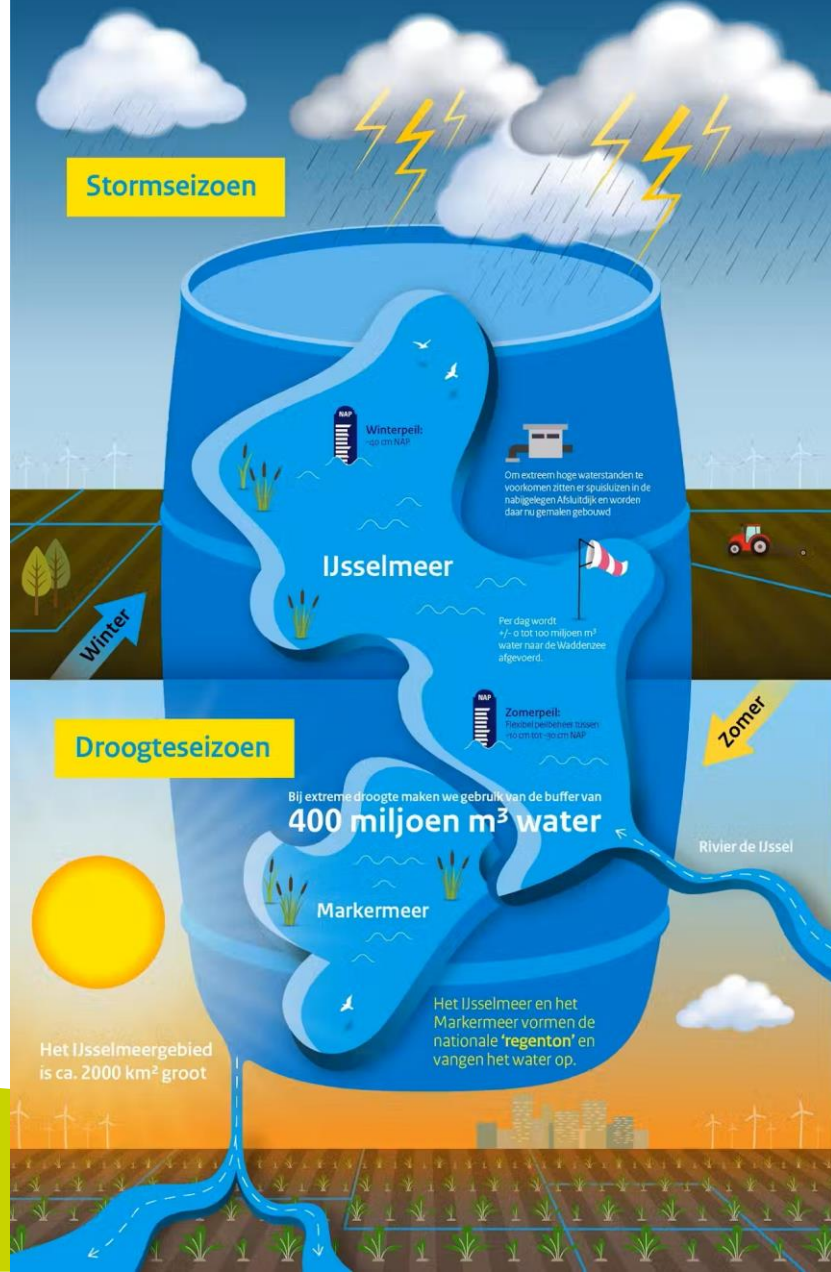 Stormseizoen
NAP
Winterpeil:
-40 cm NAP
Om extreem hoge waterstanden te
voorkomen zitten er spuisluizen in de
nabijgelegen Afsluitdijk en worden
daar nu gemalen gebouwd
IJsselmeer
Winter
Per dag wordt
+/- 0 tot 100 miljoen m³
water naar de Waddenzee
afgevoerd.
NAP
Zomerpeil:
Flexibel peilbeheer tussen
-10 cm tot -30 cm NAP
Zomer
Droogteseizoen
Bij extreme droogte maken we gebruik van de buffer van
400 miljoen m³ water
Rivier de IJssel
Markermeer
Het IJsselmeer en het
Markermeer vormen de
nationale ‘regenton’ en
vangen het water op.
Het IJsselmeergebied
is ca. 2000 km² groot